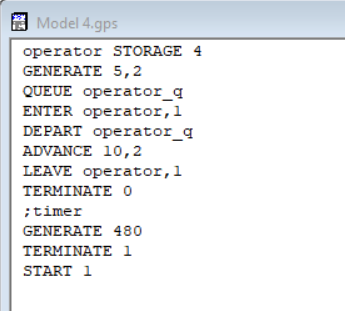 Model 4.gps
operator STORAGE 4
GENERATE 5,2
QUEUE operator_q
ENTER operator,1
DEPART operator_q
ADVANCE 10,2
LEAVE operator,1
TERMINATE 0
;timer
GENERATE 480
TERMINATE 1
START 1